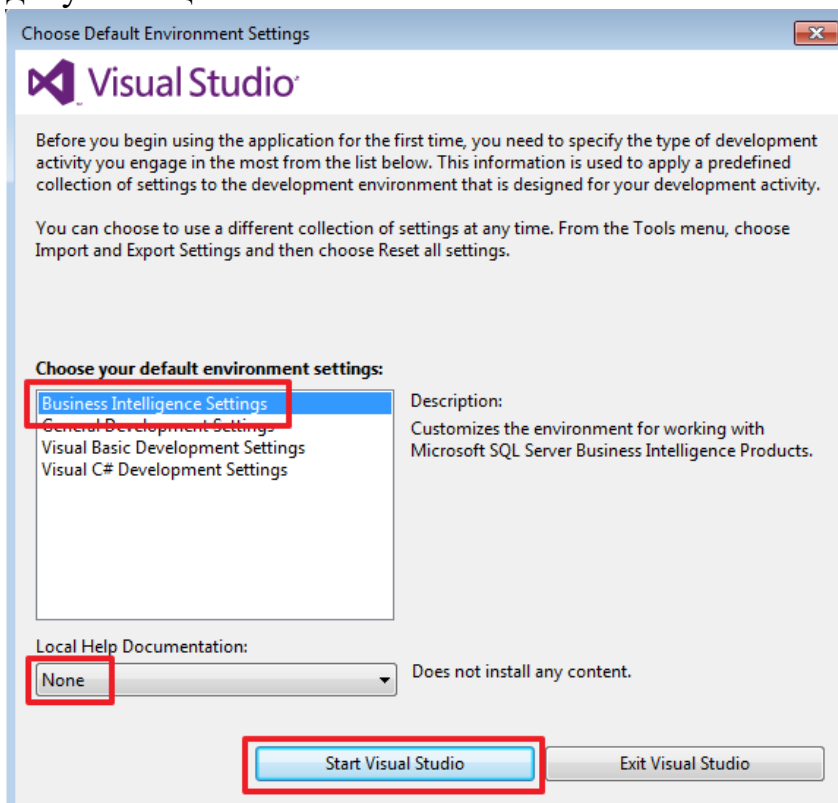 Choose Default Environment Settings
Visual Studio
Before you begin using the application for the first time, you need to specify the type of development
activity you engage in the most from the list below. This information is used to apply a predefined
collection of settings to the development environment that is designed for your development activity.
You can choose to use a different collection of settings at any time. From the Tools menu, choose
Import and Export Settings and then choose Reset all settings.
Choose your default environment settings:
Business Intelligence Settings
General Development Settings
Visual Basic Development Settings
Visual C# Development Settings
Description:
Customizes the environment for working with
Microsoft SQL Server Business Intelligence Products.
Local Help Documentation:
None
Does not install any content.
Start Visual Studio
Exit Visual Studio